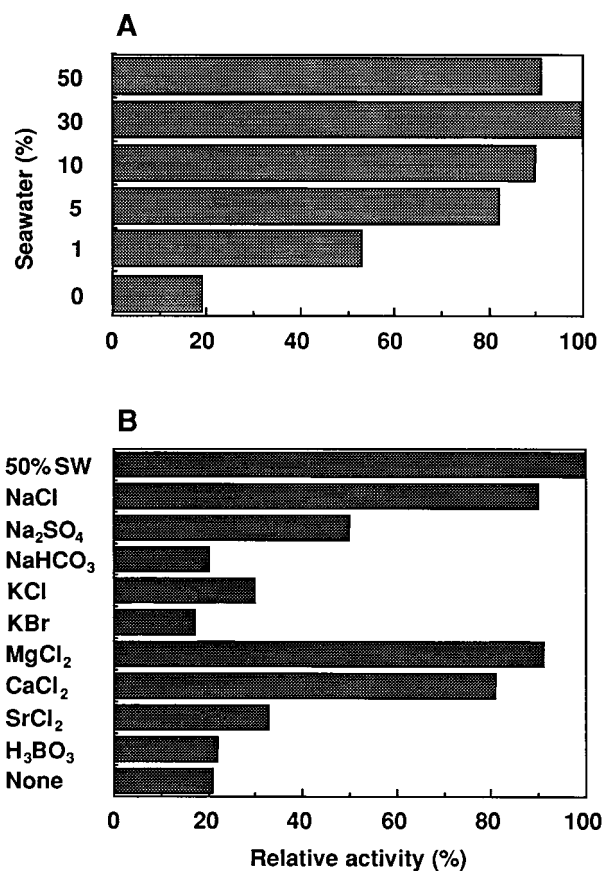 A
Seawater (%)
50
30
10
5
1
0
0 20 40 60 80 100
B
50% SW
NaCl
Na₂SO₄
NaHCO₃
KCl
KBr
MgCl₂
CaCl₂
SrCl₂
H₃BO₃
None
0 20 40 60 80 100
Relative activity (%)